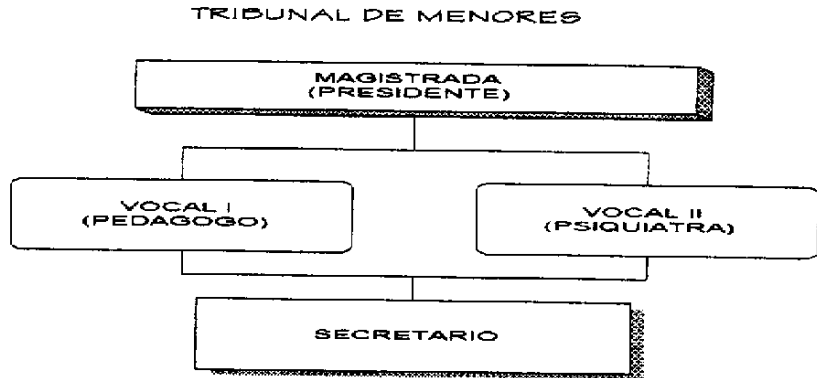 TRIBUNAL DE MENORES
MAGISTRADA
(PRESIDENTE)
VOCAL I
(PEDAGOGO)
VOCAL II
(PSIQUIATRA)
SECRETARIO